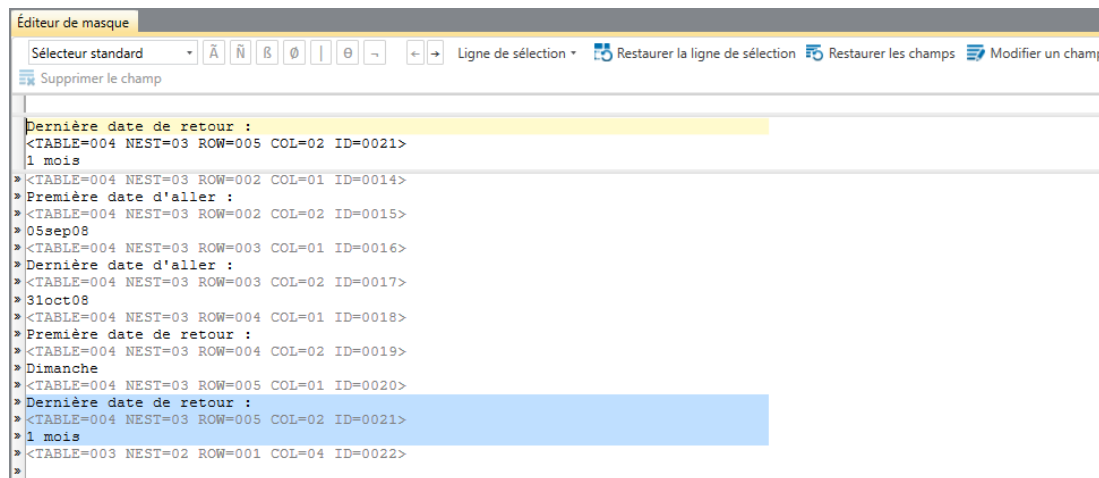 Éditeur de masque
Sélecteur standard Ã Ñ ß Ø | θ ¬ ← → Ligne de sélection Restaurer la ligne de sélection Restaurer les champs Modifier un champ
Supprimer le champ
Dernière date de retour :
<TABLE=004 NEST=03 ROW=005 COL=02 ID=0021>
1 mois
» <TABLE=004 NEST=03 ROW=002 COL=01 ID=0014>
» Première date d'aller :
» <TABLE=004 NEST=03 ROW=002 COL=02 ID=0015>
» 05sep08
» <TABLE=004 NEST=03 ROW=003 COL=01 ID=0016>
» Dernière date d'aller :
» <TABLE=004 NEST=03 ROW=003 COL=02 ID=0017>
» 31oct08
» <TABLE=004 NEST=03 ROW=004 COL=01 ID=0018>
» Première date de retour :
» <TABLE=004 NEST=03 ROW=004 COL=02 ID=0019>
» Dimanche
» <TABLE=004 NEST=03 ROW=005 COL=01 ID=0020>
» Dernière date de retour :
» <TABLE=004 NEST=03 ROW=005 COL=02 ID=0021>
» 1 mois
» <TABLE=003 NEST=02 ROW=001 COL=04 ID=0022>
»